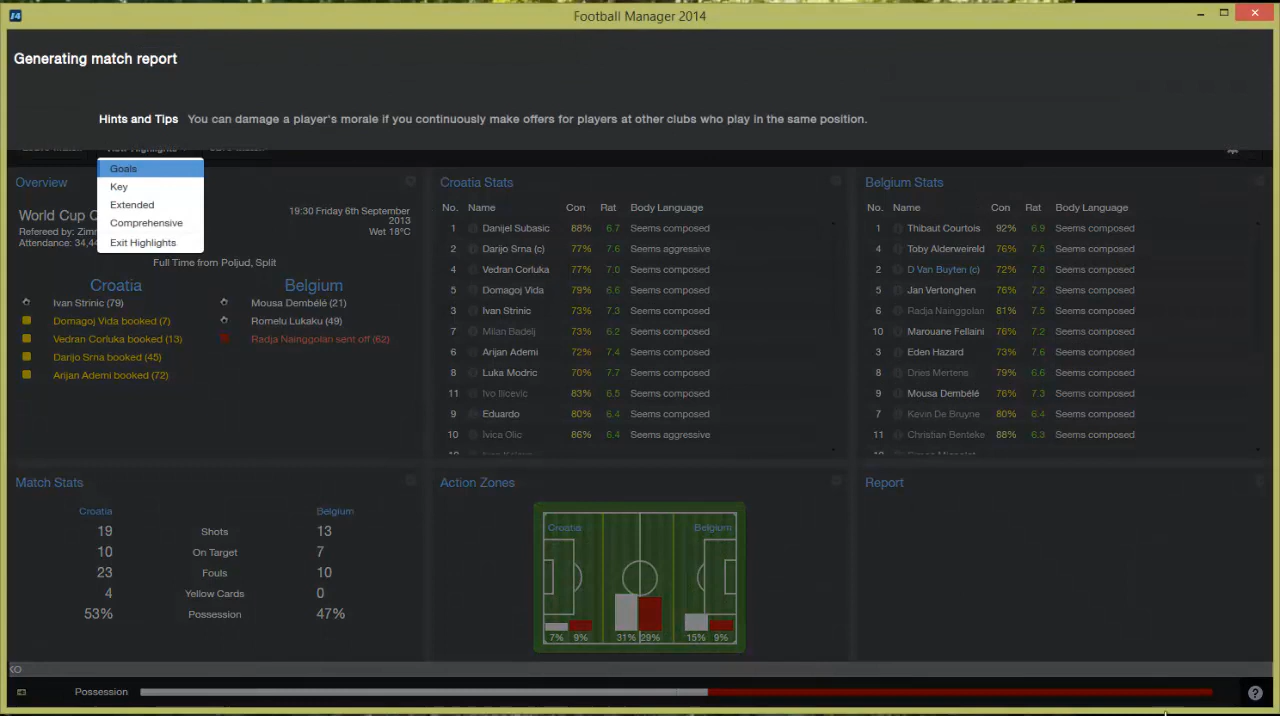 14
Football Manager 2014
Generating match report
Hints and Tips You can damage a player's morale if you continuously make offers for players at other clubs who play in the same position.
Goals
Key
Extended
Comprehensive
Exit Highlights
Overview
World Cup
19:30 Friday 6th September
2013
Refereed by: Zim
Wet 18°C
Attendance: 34,4
Full Time from Poljud, Split
Croatia Belgium
Ivan Strinic (79) Mousa Dembélé (21)
Domagoj Vida booked (7) Romelu Lukaku (49)
Vedran Corluka booked (13) Radja Nainggolan sent off (62)
Darijo Srna booked (45)
Arijan Ademi booked (72)
Croatia Stats
No. Name Con Rat Body Language
1 Danijel Subasic 88% 6.7 Seems composed
2 Darijo Srna (c) 77% 7.6 Seems aggressive
4 Vedran Corluka 77% 7.0 Seems composed
5 Domagoj Vida 79% 6.6 Seems composed
3 Ivan Strinic 73% 7.3 Seems composed
7 Milan Badelj 73% 6.2 Seems composed
6 Arijan Ademi 72% 7.4 Seems composed
8 Luka Modric 70% 7.7 Seems composed
11 Ivo Ilicevic 83% 6.5 Seems composed
9 Eduardo 80% 6.4 Seems composed
10 Ivica Olic 86% 6.4 Seems aggressive
Belgium Stats
No. Name Con Rat Body Language
1 Thibaut Courtois 92% 6.9 Seems composed
4 Toby Alderweireld 76% 7.5 Seems composed
2 D Van Buyten (c) 72% 7.8 Seems composed
5 Jan Vertonghen 76% 7.2 Seems composed
6 Radja Nainggolan 81% 7.5 Seems composed
10 Marouane Fellaini 76% 7.2 Seems composed
3 Eden Hazard 73% 7.6 Seems composed
8 Dries Mertens 79% 6.6 Seems composed
9 Mousa Dembélé 76% 7.3 Seems composed
7 Kevin De Bruyne 80% 6.4 Seems composed
11 Christian Benteke 88% 6.3 Seems composed
Match Stats
Croatia Belgium
19 Shots 13
10 On Target 7
23 Fouls 10
4 Yellow Cards 0
53% Possession 47%
Action Zones
Croatia Belgium
7% 9% 31% 29% 15% 9%
Report
Possession
?